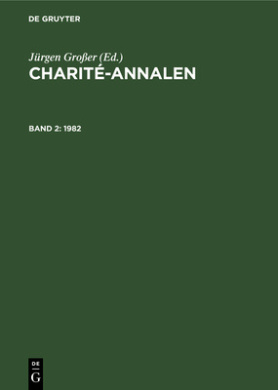 DE GRUYTER
Jürgen Großer (Ed.)
CHARITÉ-ANNALEN
BAND 2: 1982
DE
G